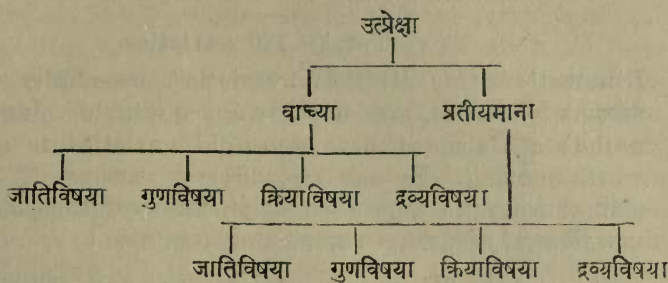 उत्प्रेक्षा
वाच्या प्रतीयमाना
जातिविषया गुणविषया क्रियाविषया द्रव्यविषया
जातिविषया गुणविषया क्रियाविषया द्रव्यविषया